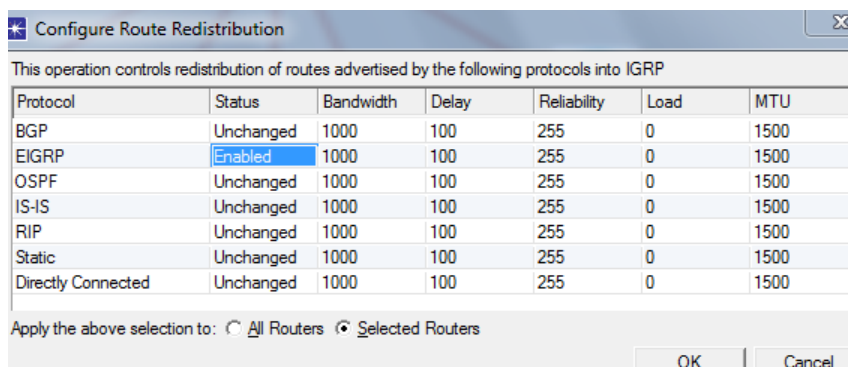 Configure Route Redistribution
This operation controls redistribution of routes advertised by the following protocols into IGRP
Protocol Status Bandwidth Delay Reliability Load MTU
BGP Unchanged 1000 100 255 0 1500
EIGRP Enabled 1000 100 255 0 1500
OSPF Unchanged 1000 100 255 0 1500
IS-IS Unchanged 1000 100 255 0 1500
RIP Unchanged 1000 100 255 0 1500
Static Unchanged 1000 100 255 0 1500
Directly Connected Unchanged 1000 100 255 0 1500
Apply the above selection to: All Routers Selected Routers
OK Cancel